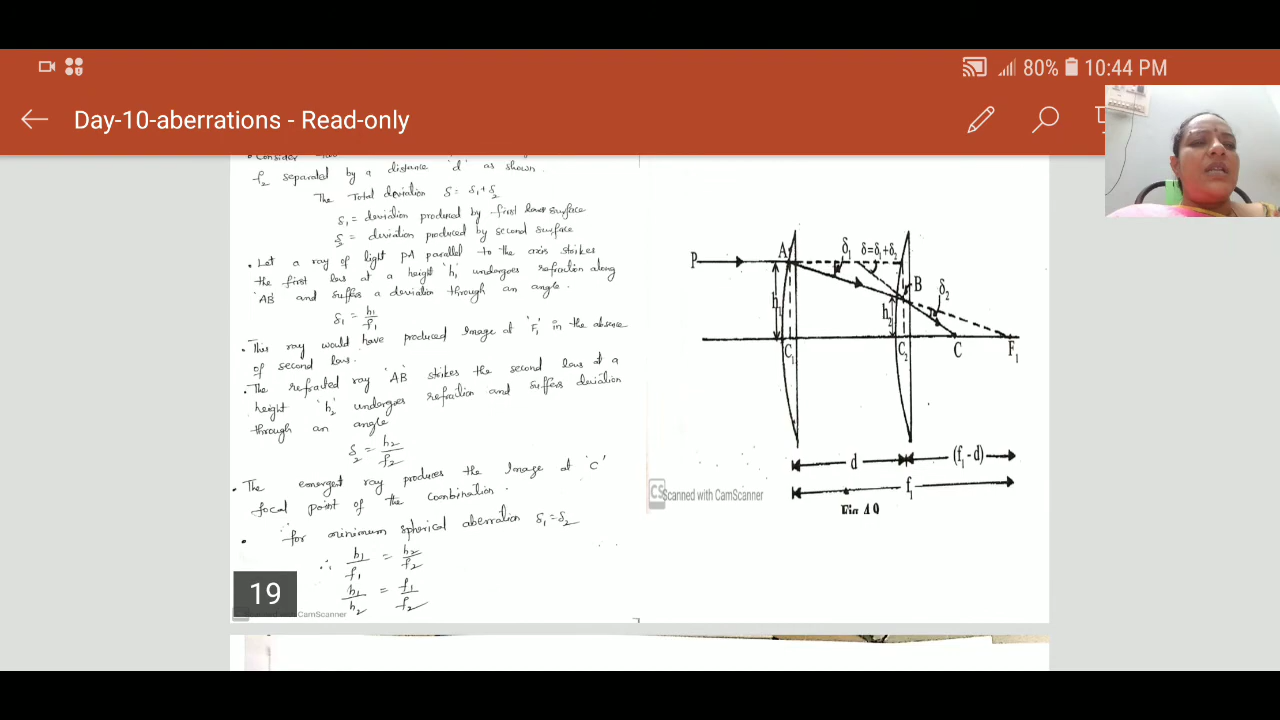 80% 10:44 PM
Day-10-aberrations - Read-only
• Consider
f₂ separated by a distance 'd' as shown.
The Total deviation δ = δ₁+δ₂
δ₁ = deviation produced by first lens surface
δ₂ = deviation produced by second surface
• Let a ray of light PA parallel to the axis strikes
the first lens at a height 'h₁' undergoes refraction along
'AB' and suffers a deviation through an angle.
δ₁ = h₁/f₁
• This ray would have produced Image at 'F₁' in the absence
of second lens.
• The refracted ray 'AB' strikes the second lens at a
height 'h₂' undergoes refraction and suffers deviation
through an angle
δ₂ = h₂/f₂
• The emergent ray produces the Image at 'C'
focal point of the combination.
• for minimum spherical aberration δ₁=δ₂
∴ h₁/f₁ = h₂/f₂
h₁/h₂ = f₁/f₂
19
CamScanner
P A δ₁ δ=δ₁+δ₂
B δ₂
h₁ h₂
C₁ C₂ C F₁
d (f₁ - d)
f₁
CS Scanned with CamScanner